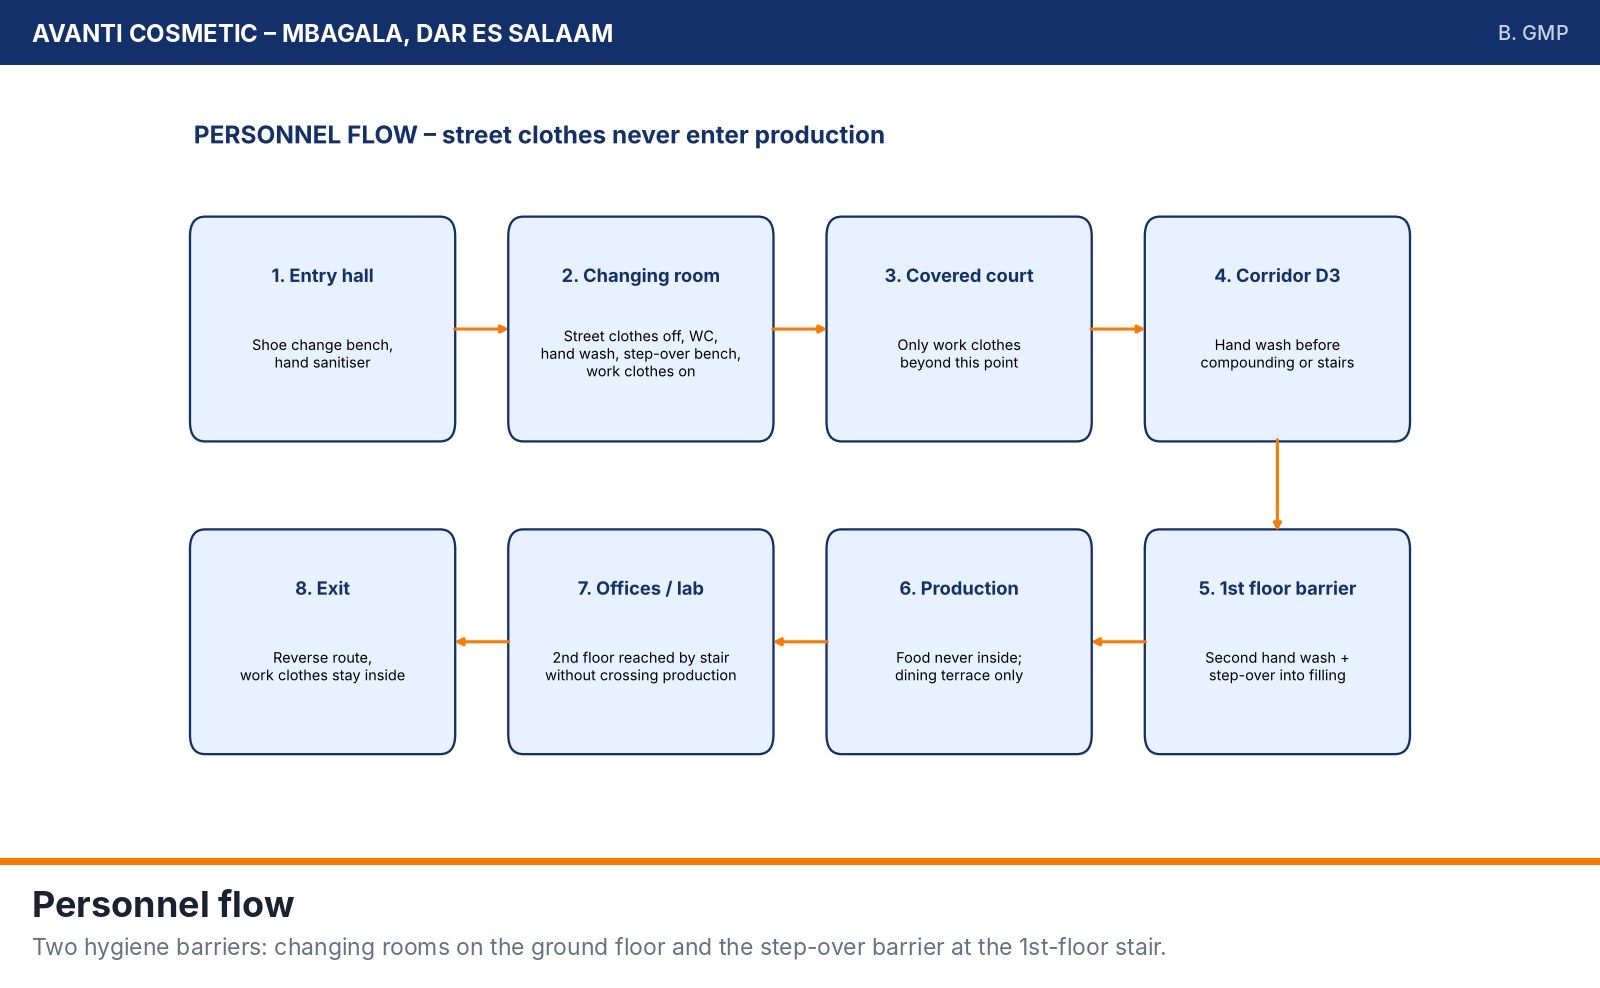 AVANTI COSMETIC – MBAGALA, DAR ES SALAAM
B. GMP
PERSONNEL FLOW – street clothes never enter production
1. Entry hall
Shoe change bench,
hand sanitiser
2. Changing room
Street clothes off, WC,
hand wash, step-over bench,
work clothes on
3. Covered court
Only work clothes
beyond this point
4. Corridor D3
Hand wash before
compounding or stairs
5. 1st floor barrier
Second hand wash +
step-over into filling
6. Production
Food never inside;
dining terrace only
7. Offices / lab
2nd floor reached by stair
without crossing production
8. Exit
Reverse route,
work clothes stay inside
Personnel flow
Two hygiene barriers: changing rooms on the ground floor and the step-over barrier at the 1st-floor stair.